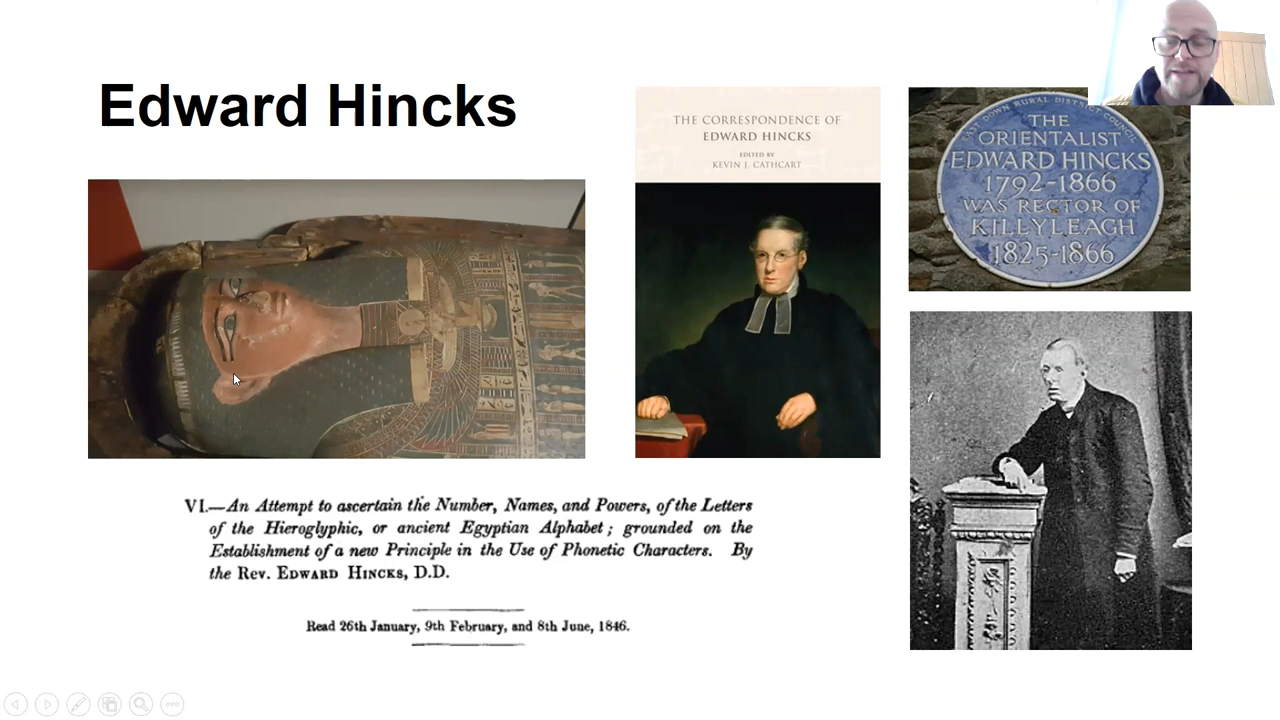 Edward Hincks
THE CORRESPONDENCE OF
EDWARD HINCKS
EDITED BY
KEVIN J. CATHCART
EAST DOWN RURAL DISTRICT COUNCIL
THE
ORIENTALIST
EDWARD HINCKS
1792-1866
WAS RECTOR OF
KILLYLEAGH
1825-1866
VI.—An Attempt to ascertain the Number, Names, and Powers, of the Letters
of the Hieroglyphic, or ancient Egyptian Alphabet; grounded on the
Establishment of a new Principle in the Use of Phonetic Characters. By
the Rev. EDWARD HINCKS, D.D.
Read 26th January, 9th February, and 8th June, 1846.